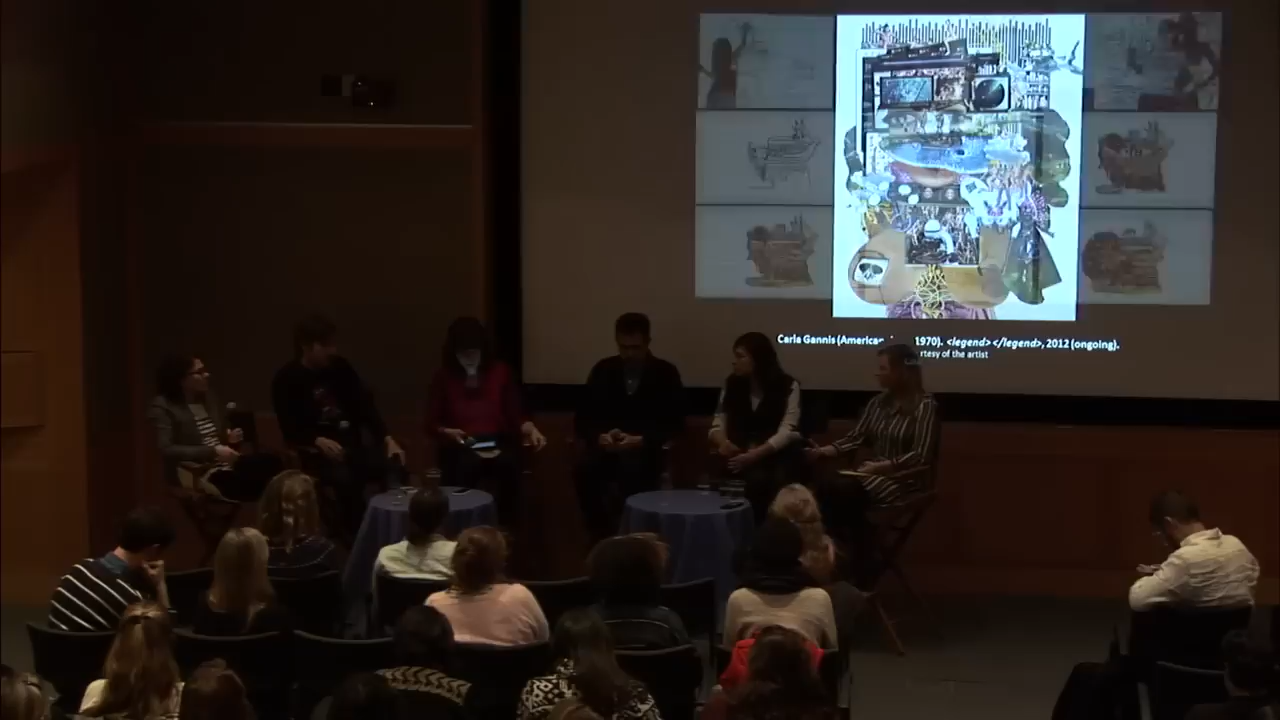 Carla Gannis (American, 1970). <legend></legend>, 2012 (ongoing).
rtesy of the artist